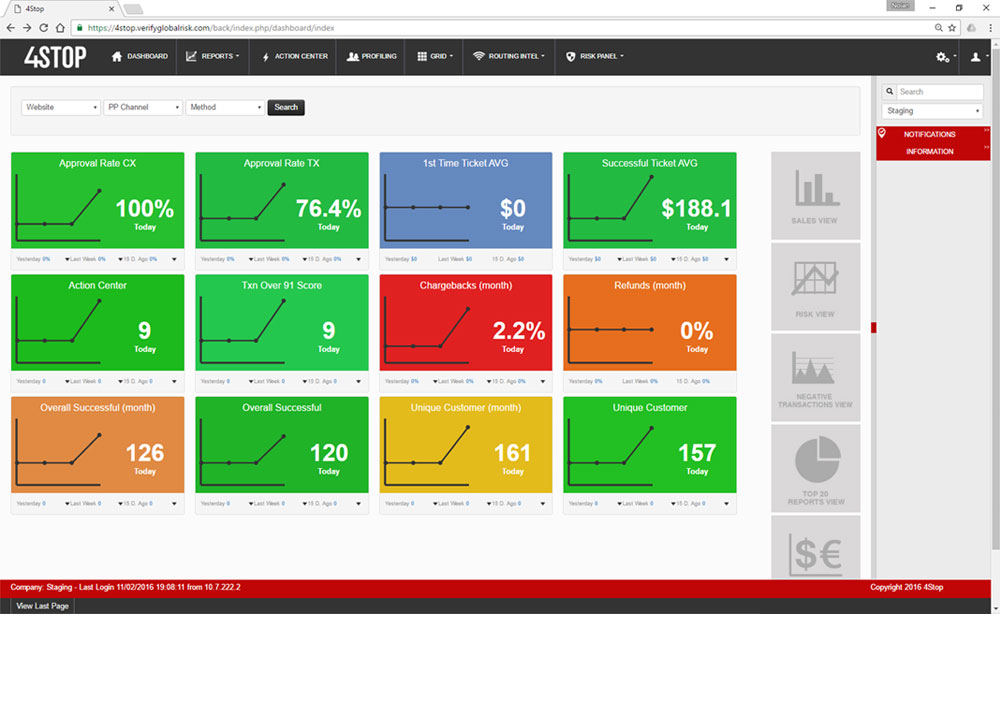 4Stop
Nolan
https://4stop.verifyglobalrisk.com/back/index.php/dashboard/index
4STOP DASHBOARD REPORTS ACTION CENTER PROFILING GRID ROUTING INTEL RISK PANEL
Website PP Channel Method Search
Search
Staging
NOTIFICATIONS
INFORMATION
Approval Rate CX
100%
Today
Yesterday 0% Last Week 0% 15 D. Ago 0%
Approval Rate TX
76.4%
Today
Yesterday 0% Last Week 0% 15 D. Ago 0%
1st Time Ticket AVG
$0
Today
Yesterday $0 Last Week $0 15 D. Ago $0
Successful Ticket AVG
$188.1
Today
Yesterday $0 Last Week $0 15 D. Ago $0
Action Center
9
Today
Yesterday 0 Last Week 0 15 D. Ago 0
Txn Over 91 Score
9
Today
Yesterday 0 Last Week 0 15 D. Ago 0
Chargebacks (month)
2.2%
Today
Yesterday 0% Last Week 0% 15 D. Ago 0%
Refunds (month)
0%
Today
Yesterday 0% Last Week 0% 15 D. Ago 0%
Overall Successful (month)
126
Today
Yesterday 0 Last Week 0 15 D. Ago 0
Overall Successful
120
Today
Yesterday 0 Last Week 0 15 D. Ago 0
Unique Customer (month)
161
Today
Yesterday 0 Last Week 0 15 D. Ago 0
Unique Customer
157
Today
Yesterday 0 Last Week 0 15 D. Ago 0
SALES VIEW
RISK VIEW
NEGATIVE
TRANSACTIONS VIEW
TOP 20
REPORTS VIEW
$€
Company: Staging - Last Login 11/02/2016 19:08:11 from 10.7.222.2
Copyright 2016 4Stop
View Last Page